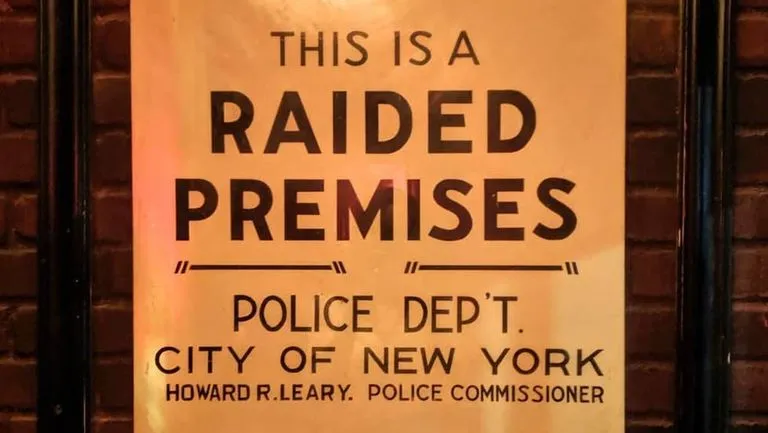 THIS IS A
RAIDED
PREMISES
POLICE DEP'T.
CITY OF NEW YORK
HOWARD R. LEARY. POLICE COMMISSIONER